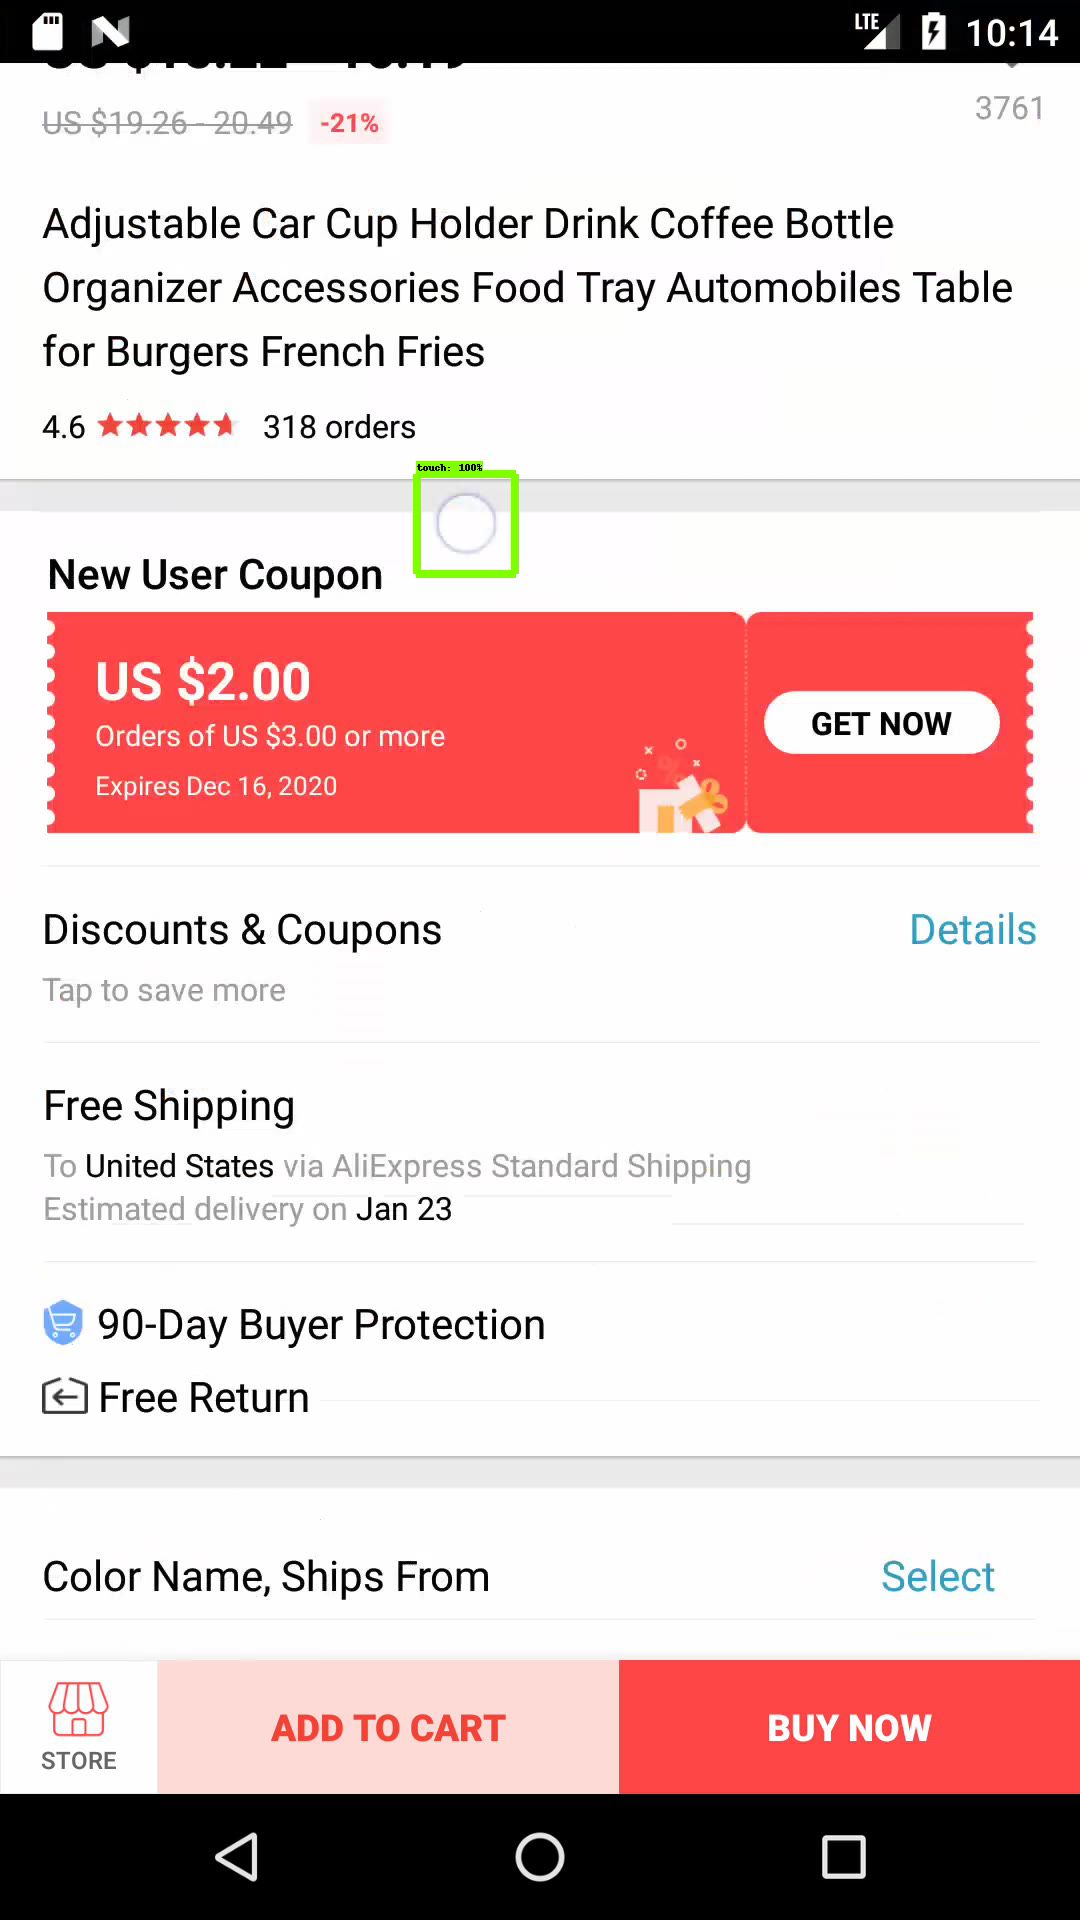 LTE 10:14
US $19.26 - 20.49 -21% 3761
Adjustable Car Cup Holder Drink Coffee Bottle
Organizer Accessories Food Tray Automobiles Table
for Burgers French Fries
4.6 318 orders
touch: 100%
New User Coupon
US $2.00
Orders of US $3.00 or more
Expires Dec 16, 2020
GET NOW
Discounts & Coupons Details
Tap to save more
Free Shipping
To United States via AliExpress Standard Shipping
Estimated delivery on Jan 23
90-Day Buyer Protection
Free Return
Color Name, Ships From Select
STORE
ADD TO CART
BUY NOW